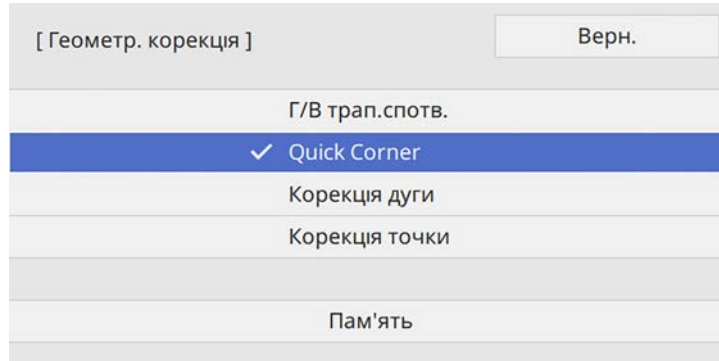 [ Геометр. корекція ]
Верн.
Г/В трап.спотв.
✓ Quick Corner
Корекція дуги
Корекція точки
Пам'ять